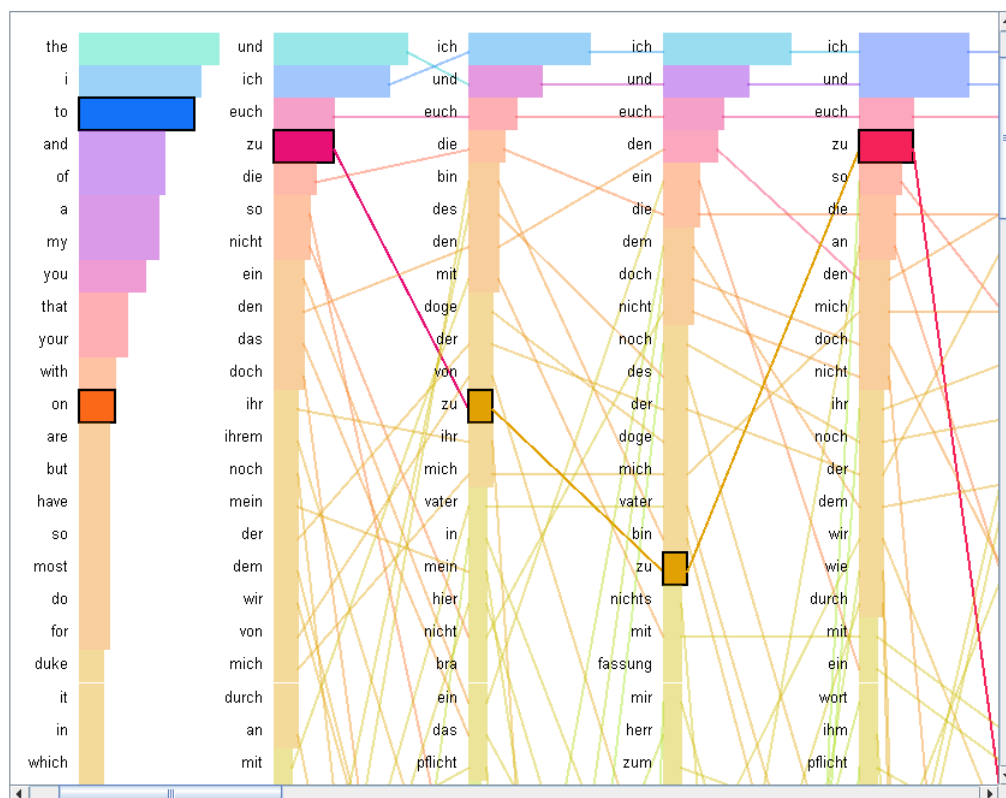 the und ich ich ich
i ich und und und
to euch euch euch euch
and zu die den zu
of die bin ein so
a so des die die
my nicht den dem an
you ein mit doch den
that den doge nicht mich
your das der noch doch
with doch von des nicht
on ihr zu der ihr
are ihrem ihr doge noch
but noch mich mich der
have mein vater vater dem
so der in bin wir
most dem mein zu wie
do wir hier nichts durch
for von nicht mit mit
duke mich bra fassung ein
it durch ein mir wort
in an das herr ihm
which mit pflicht zum pflicht